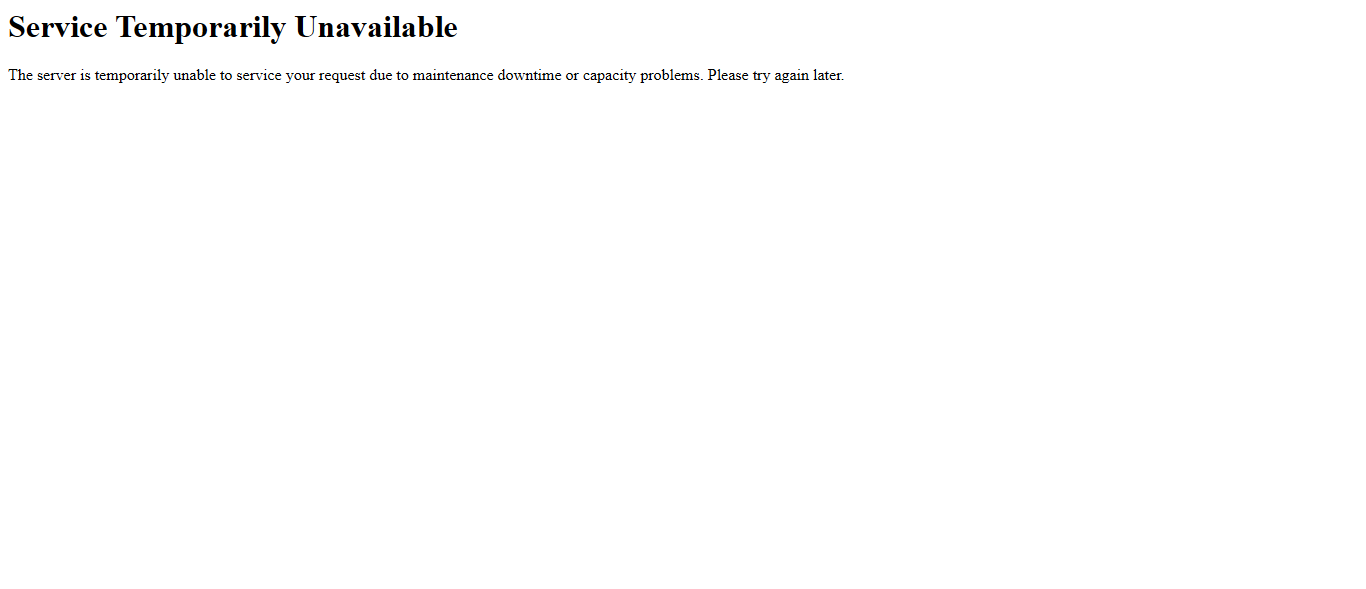 Service Temporarily Unavailable
The server is temporarily unable to service your request due to maintenance downtime or capacity problems. Please try again later.